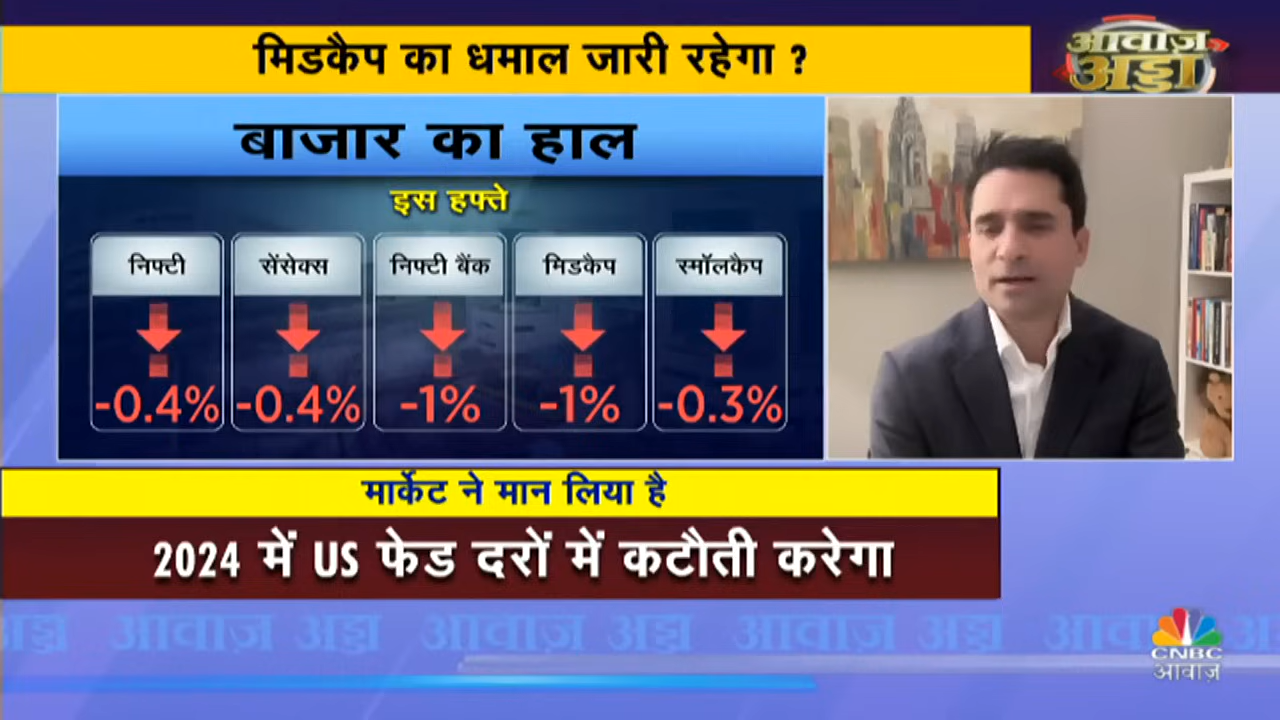 मिडकैप का धमाल जारी रहेगा ?
आवाज़
अड्डा
बाजार का हाल
इस हफ्ते
निफ्टी सेंसेक्स निफ्टी बैंक मिडकैप स्मॉलकैप
-0.4% -0.4% -1% -1% -0.3%
मार्केट ने मान लिया है
2024 में US फेड दरों में कटौती करेगा
आवाज़ अड्डा आवाज़ अड्डा आवाज़ अड्डा
CNBC
आवाज़